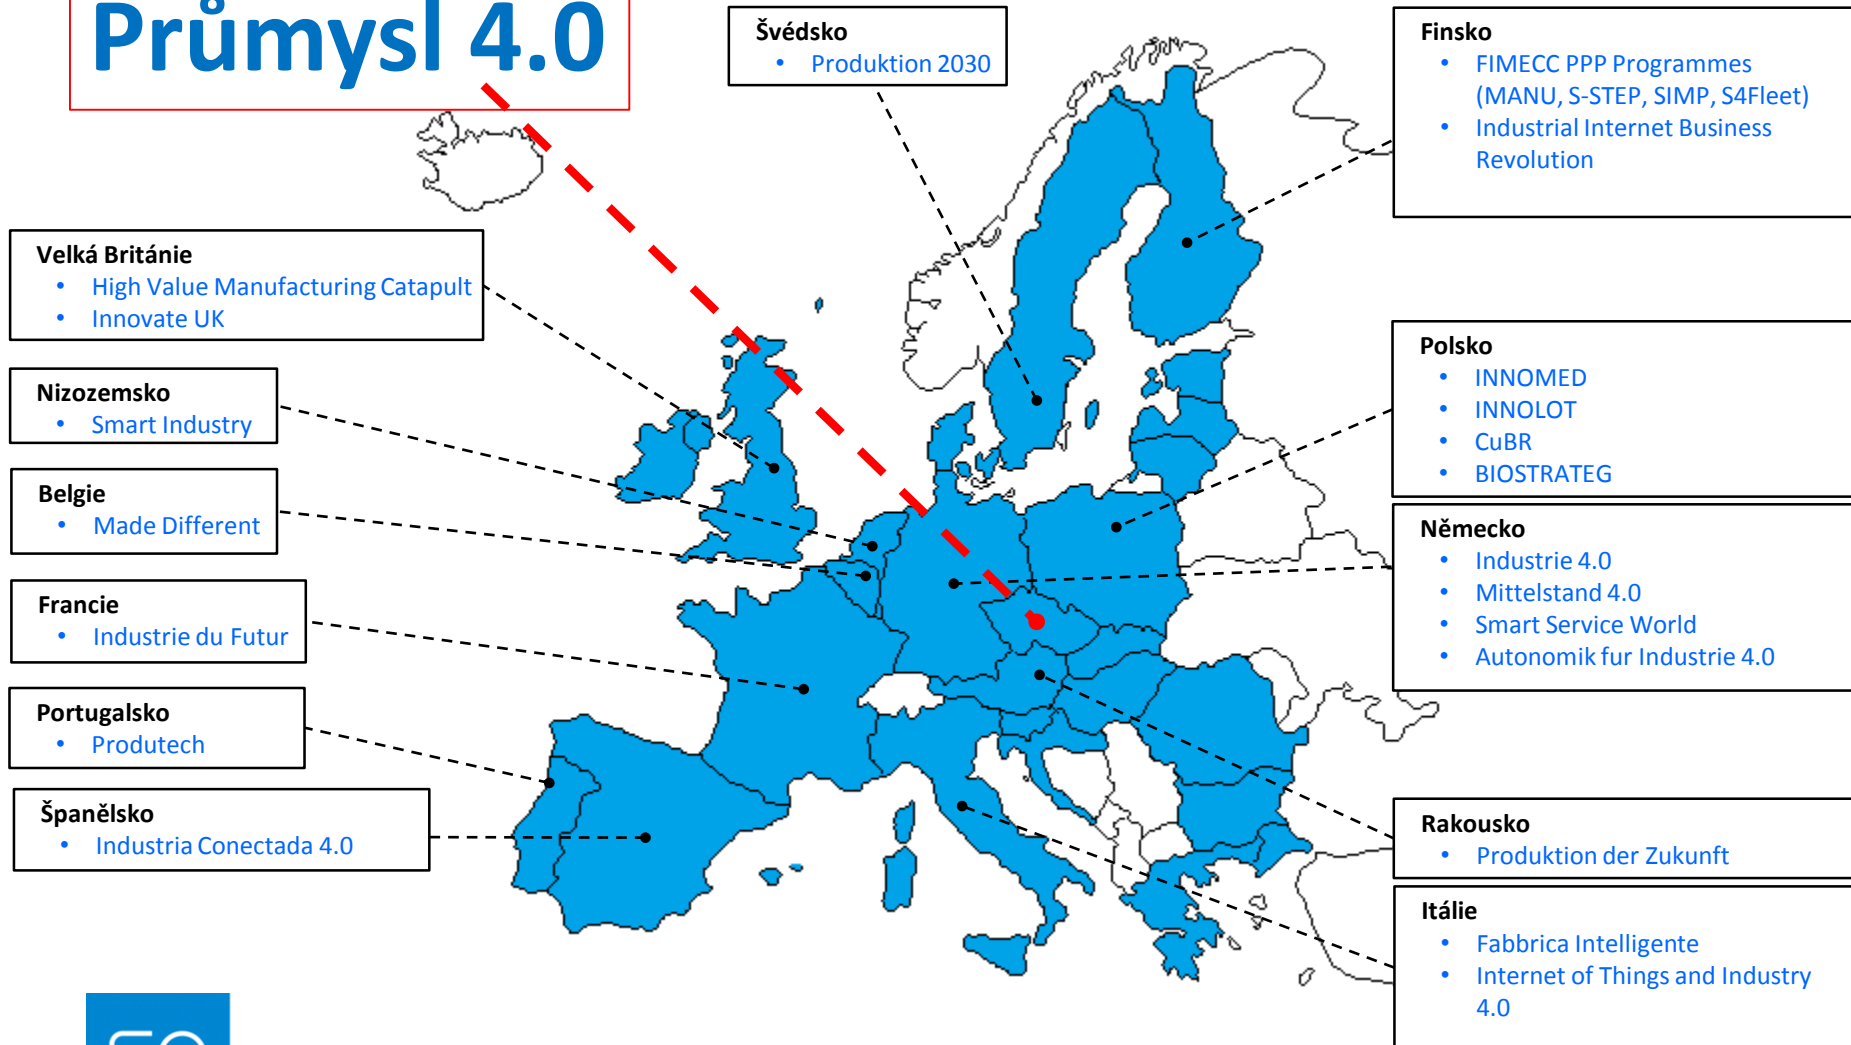 Průmysl 4.0
Švédsko
• Produktion 2030
Finsko
• FIMECC PPP Programmes
(MANU, S-STEP, SIMP, S4Fleet)
• Industrial Internet Business
Revolution
Velká Británie
• High Value Manufacturing Catapult
• Innovate UK
Nizozemsko
• Smart Industry
Belgie
• Made Different
Francie
• Industrie du Futur
Portugalsko
• Produtech
Španělsko
• Industria Conectada 4.0
Polsko
• INNOMED
• INNOLOT
• CuBR
• BIOSTRATEG
Německo
• Industrie 4.0
• Mittelstand 4.0
• Smart Service World
• Autonomik fur Industrie 4.0
Rakousko
• Produktion der Zukunft
Itálie
• Fabbrica Intelligente
• Internet of Things and Industry
4.0